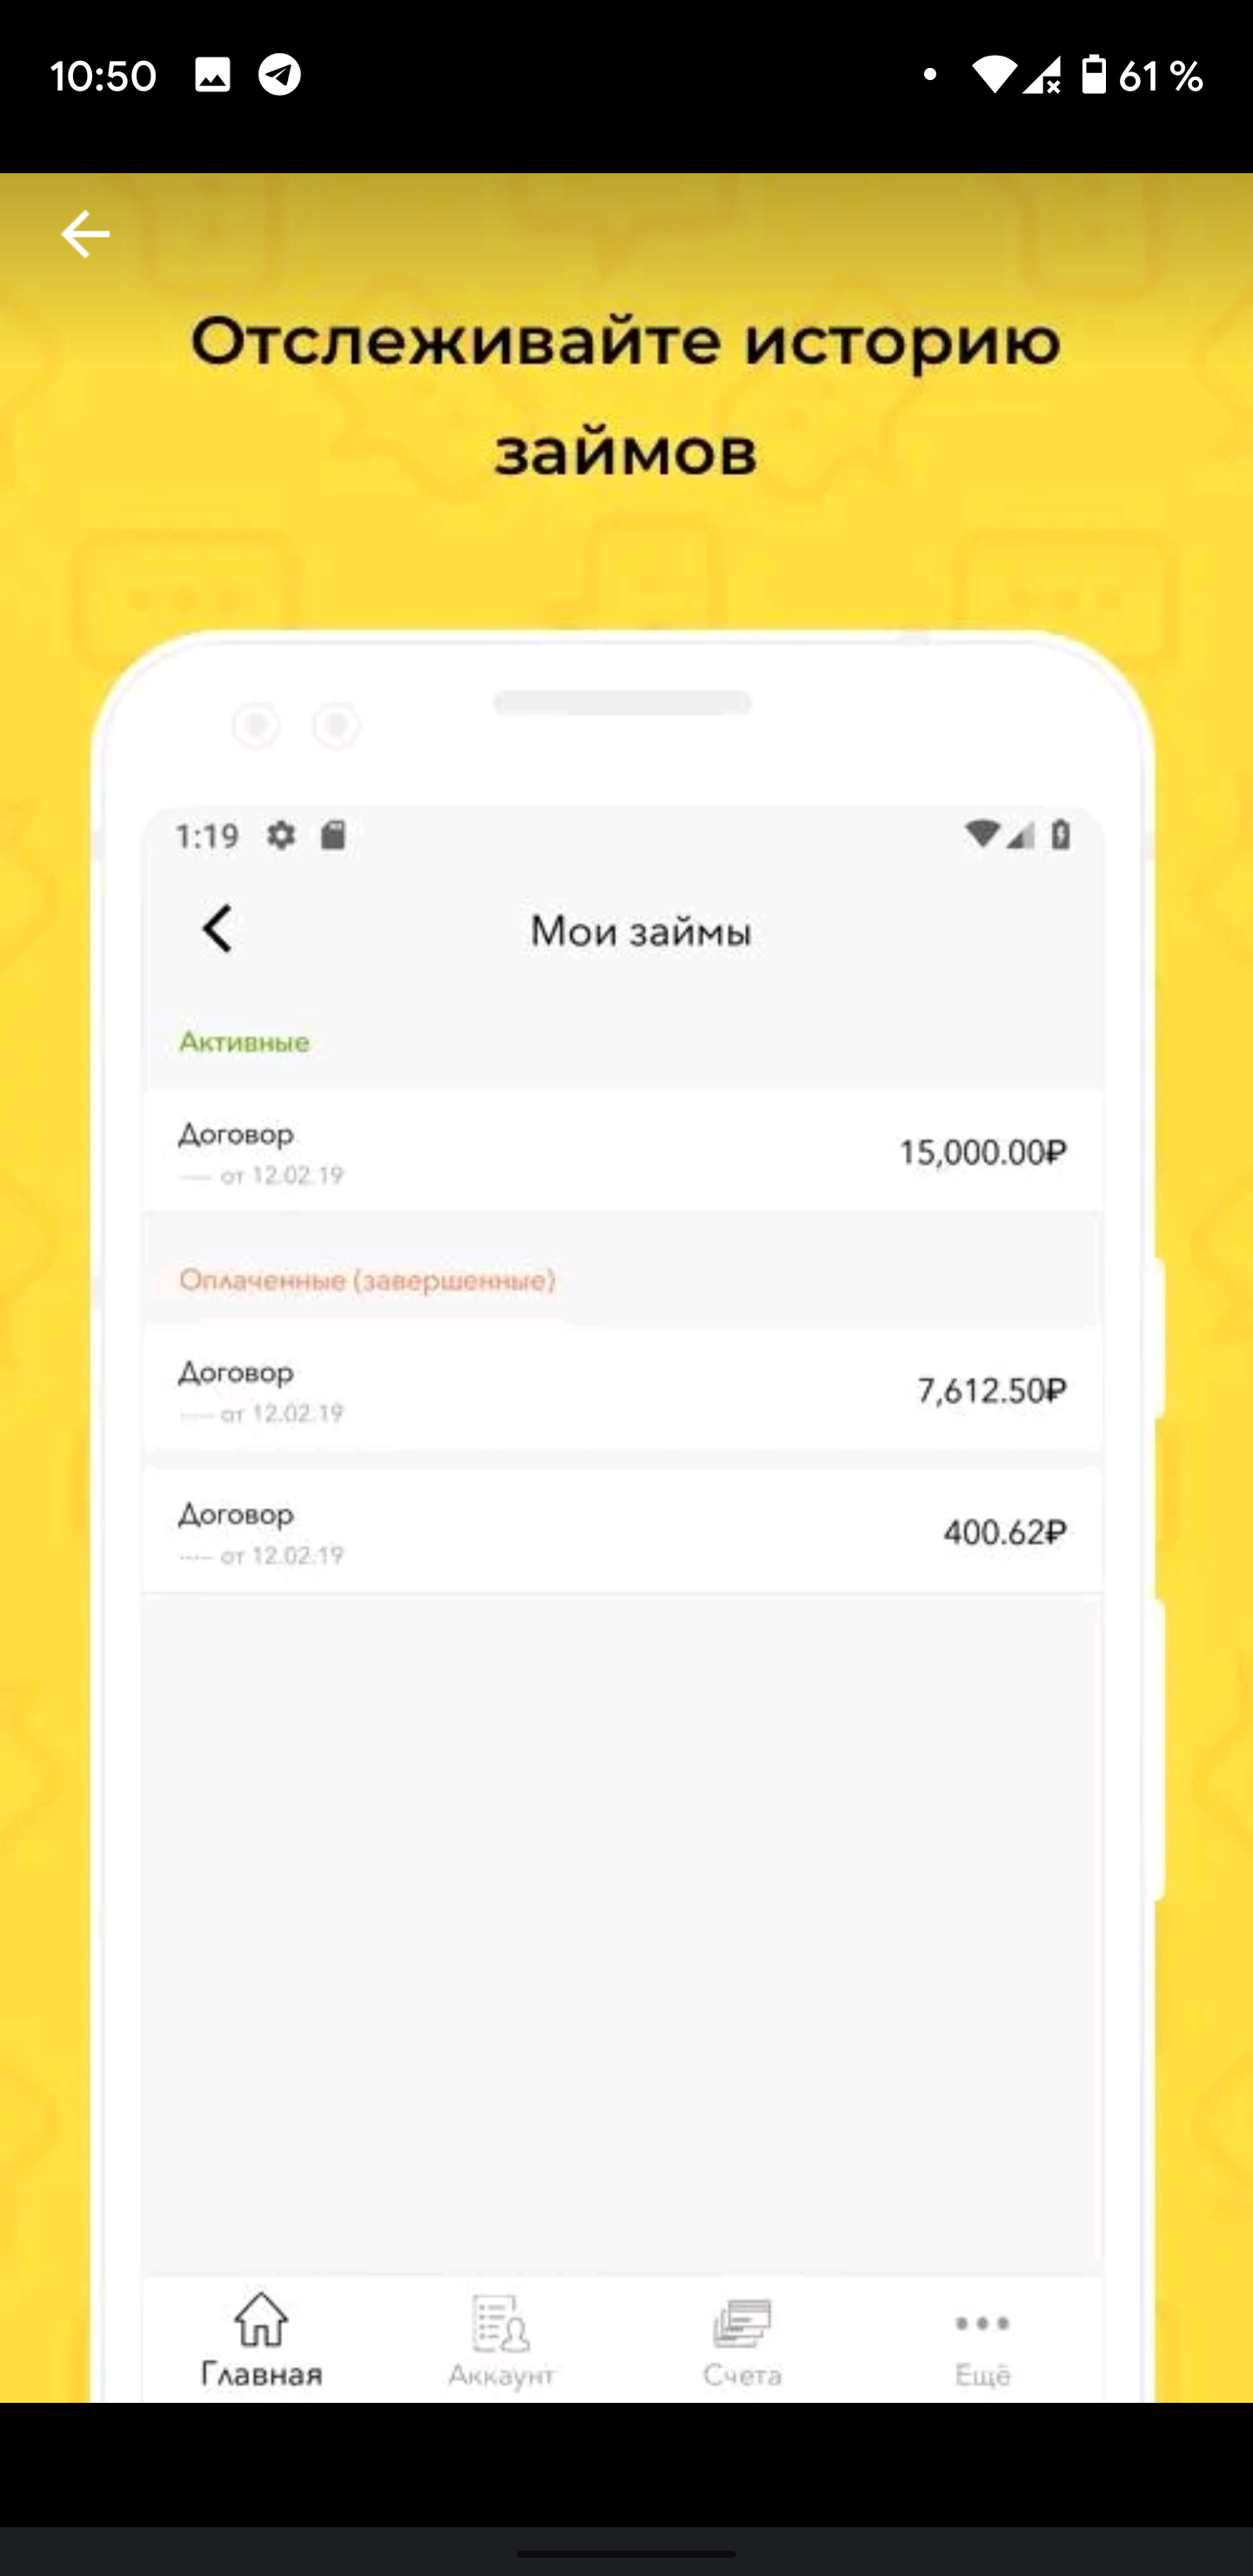 10:50 61 %
Отслеживайте историю
займов
1:19
Мои займы
Активные
Договор
от 12.02.19
15,000.00₽
Оплаченные (завершенные)
Договор
от 12.02.19
7,612.50₽
Договор
от 12.02.19
400.62₽
Главная Аккаунт Счета Ещё